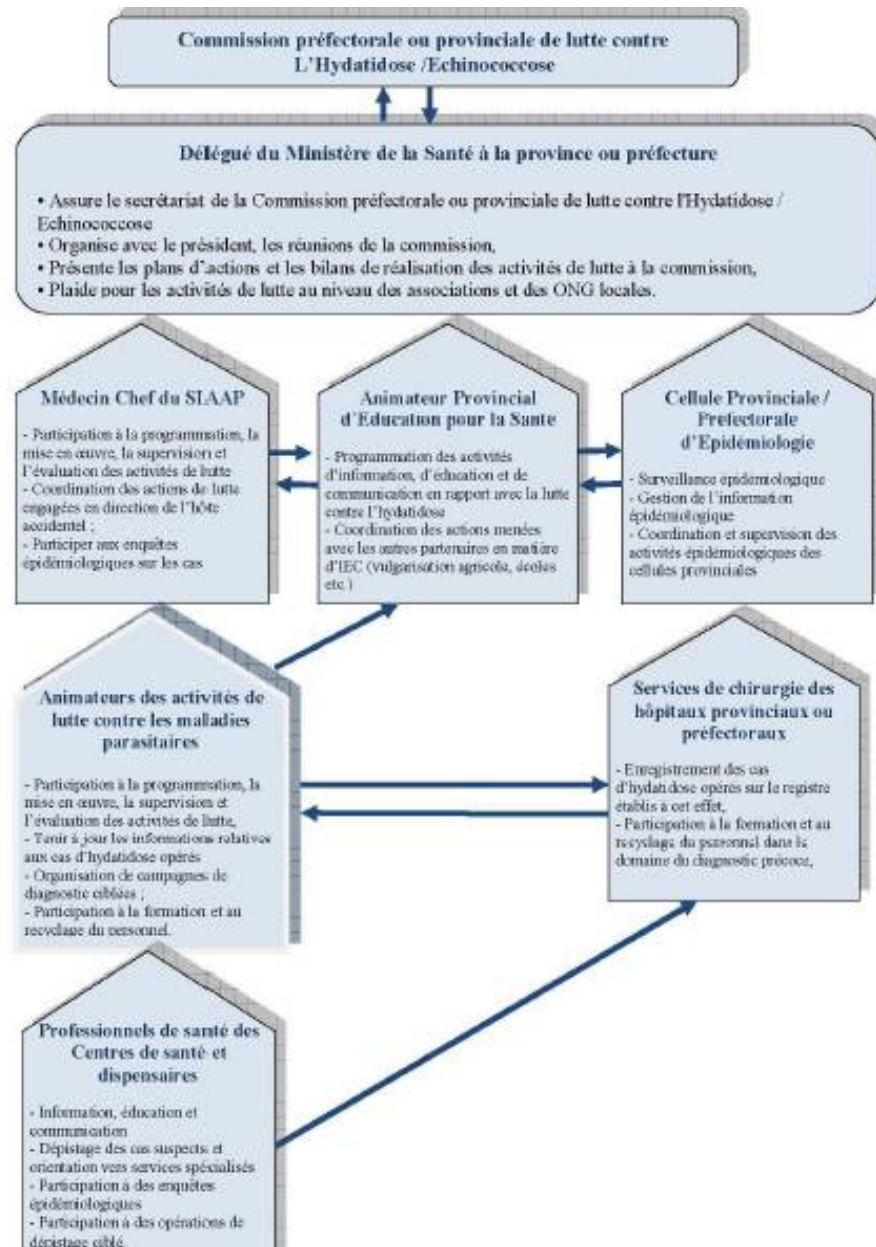 Commission préfectorale ou provinciale de lutte contre
L'Hydatidose /Echinococcose
Délégué du Ministère de la Santé à la province ou préfecture
• Assure le secrétariat de la Commission préfectorale ou provinciale de lutte contre l'Hydatidose /
Echinococcose
• Organise avec le président, les réunions de la commission,
• Présente les plans d'actions et les bilans de réalisation des activités de lutte à la commission,
• Plaide pour les activités de lutte au niveau des associations et des ONG locales.
Médecin Chef du SIAAP
- Participation à la programmation, la
mise en œuvre, la supervision et
l'évaluation des activités de lutte
- Coordination des actions de lutte
engagées en direction de l'hôte
accidentel ;
- Participer aux enquêtes
épidémiologiques sur les cas
Animateur Provincial
d'Education pour la Sante
- Programmation des activités
d'information, d'éducation et de
communication en rapport avec la lutte
contre l'hydatidose
- Coordination des actions menées
avec les autres partenaires en matière
d'IEC (vulgarisation agricole, écoles
etc.)
Cellule Provinciale /
Préfectorale
d'Epidémiologie
- Surveillance épidémiologique
- Gestion de l'information
épidémiologique
- Coordination et supervision des
activités épidémiologiques des
cellules provinciales
Animateurs des activités de
lutte contre les maladies
parasitaires
- Participation à la programmation, la
mise en œuvre, la supervision et
l'évaluation des activités de lutte,
- Tenir à jour les informations relatives
aux cas d'hydatidose opérés
- Organisation de campagnes de
diagnostic ciblées ;
- Participation à la formation et au
recyclage du personnel.
Services de chirurgie des
hôpitaux provinciaux ou
préfectoraux
- Enregistrement des cas
d'hydatidose opérés sur le registre
établis à cet effet,
- Participation à la formation et au
recyclage du personnel dans le
domaine du diagnostic précoce,
Professionnels de santé des
Centres de santé et
dispensaires
- Information, éducation et
communication
- Dépistage des cas suspects et
orientation vers services spécialisés
- Participation à des enquêtes
épidémiologiques
- Participation à des opérations de
dépistage ciblé.